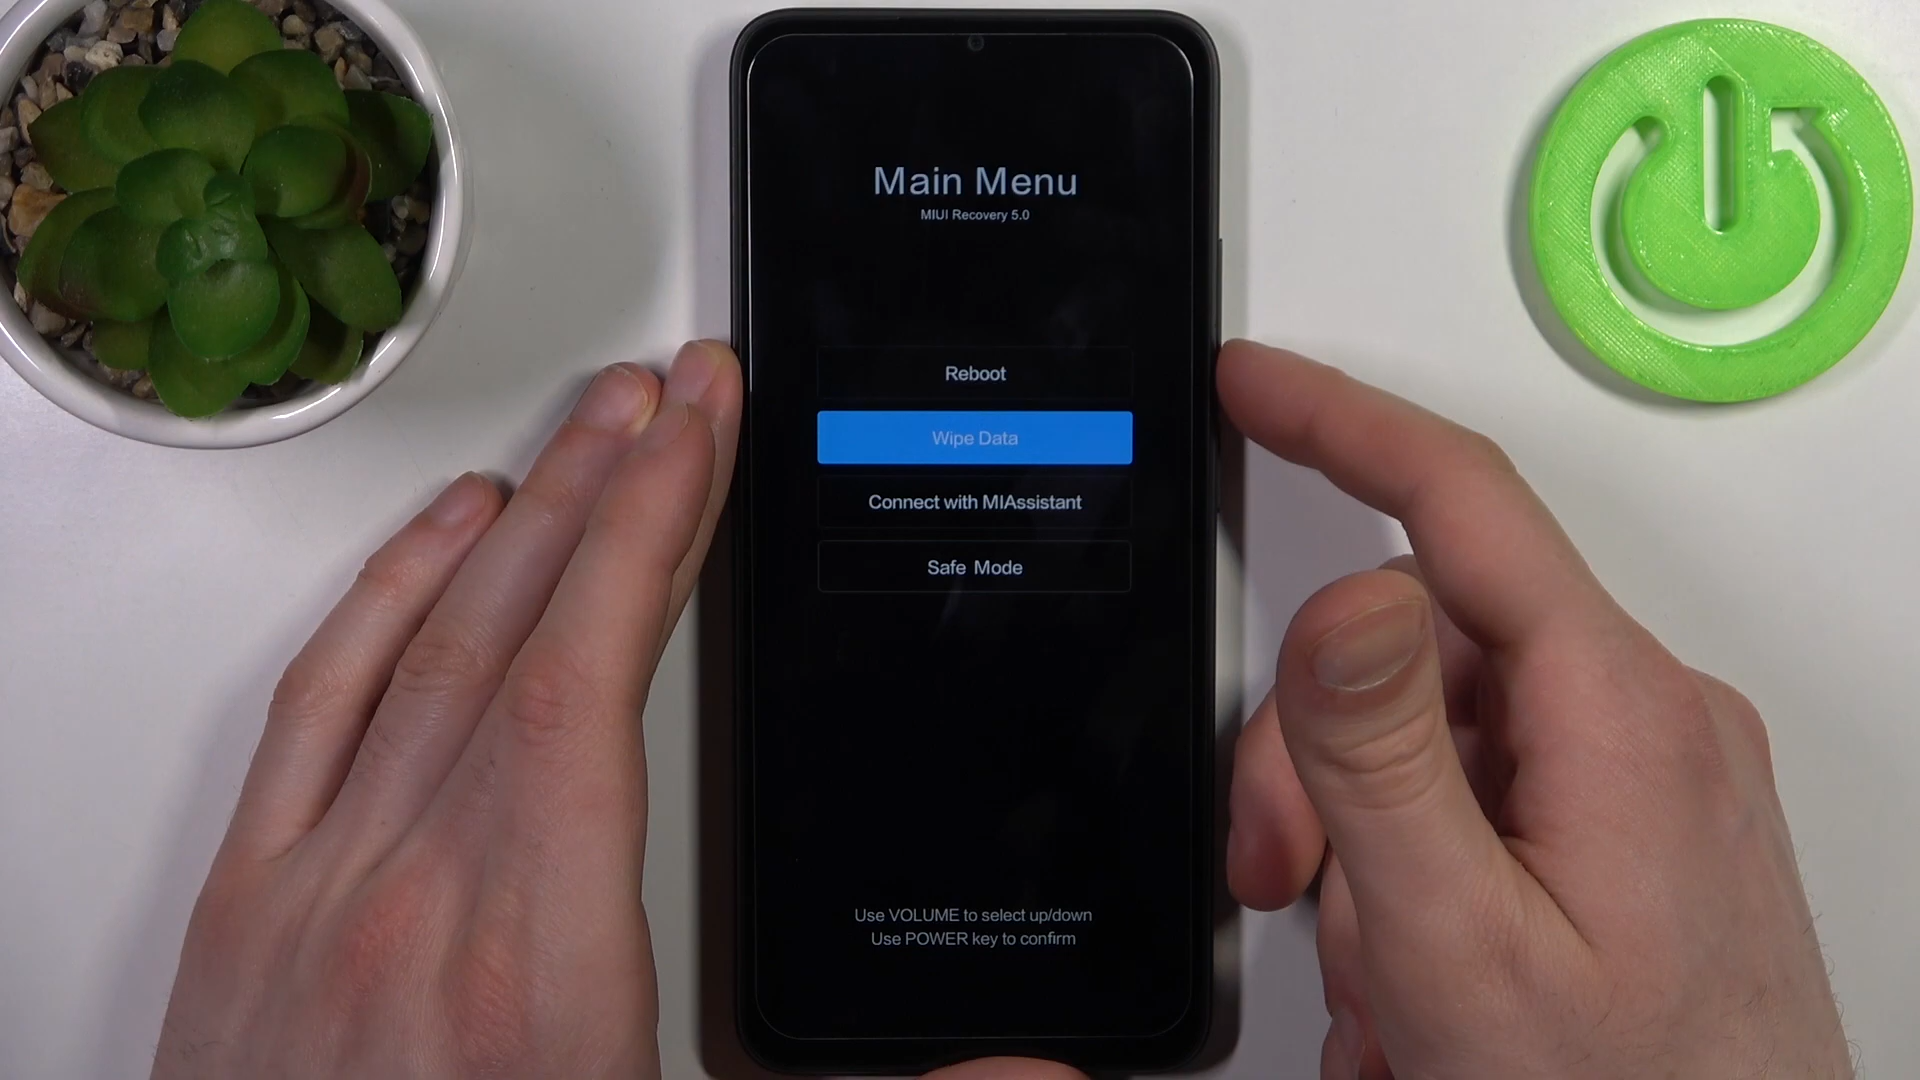 Main Menu
MIUI Recovery 5.0
Reboot
Wipe Data
Connect with MIAssistant
Safe Mode
Use VOLUME to select up/down
Use POWER key to confirm